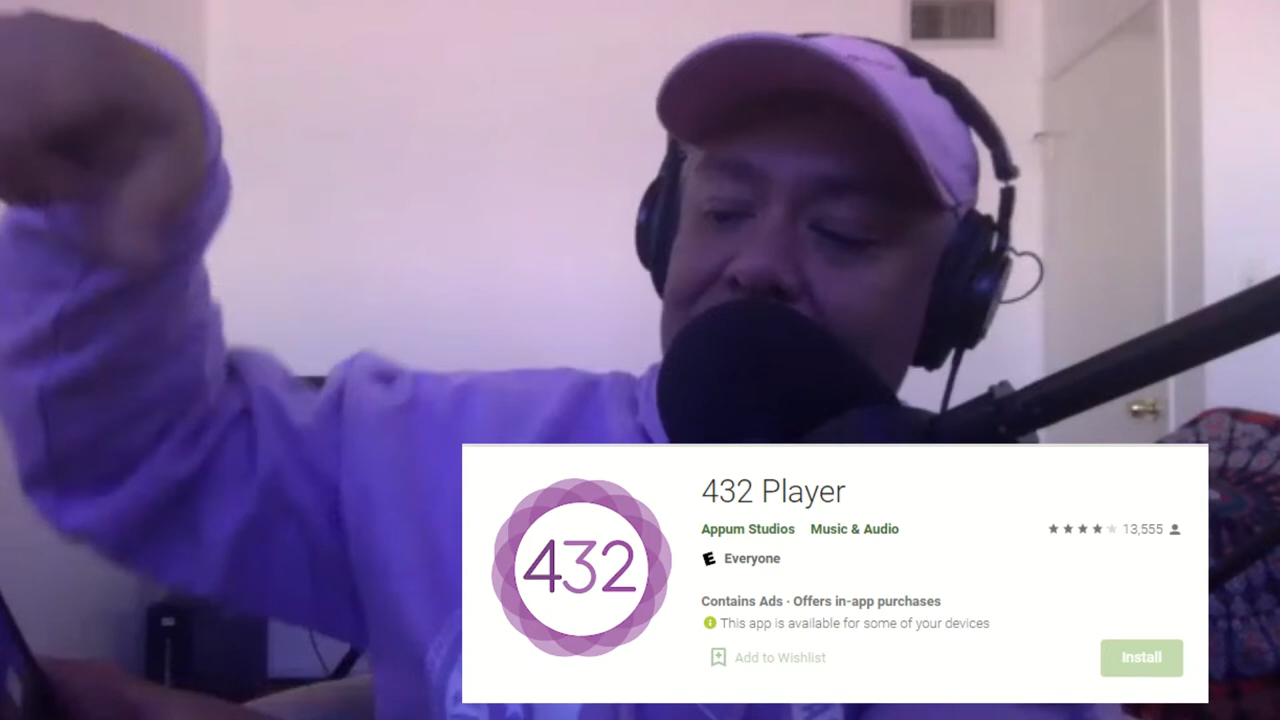 432 Player
Appum Studios Music & Audio
13,555
Everyone
Contains Ads · Offers in-app purchases
This app is available for some of your devices
Add to Wishlist
Install
432